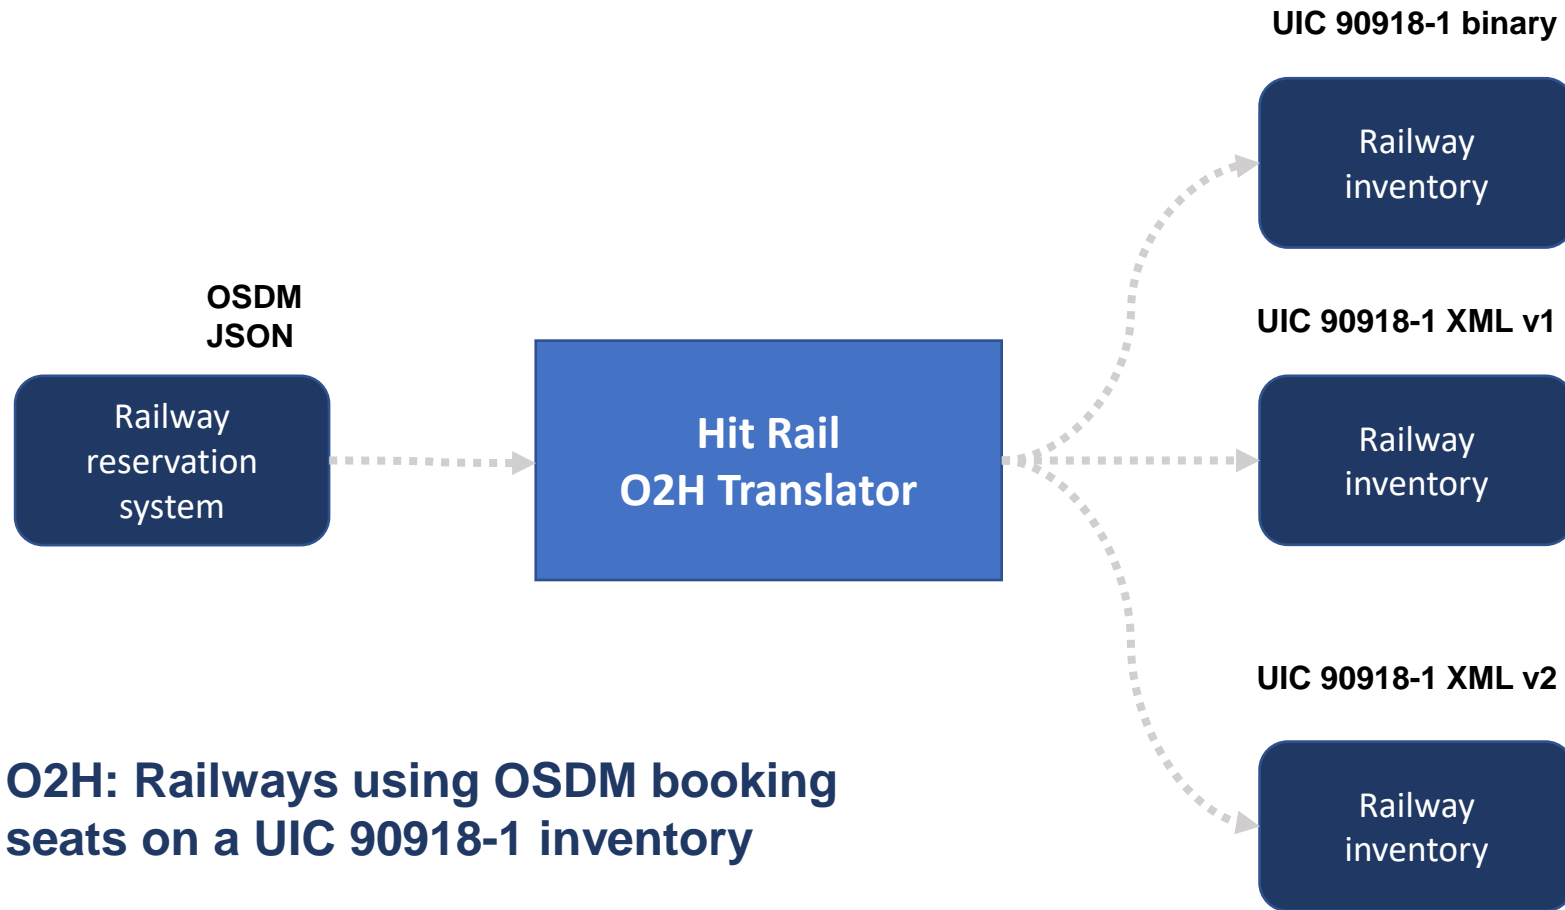 UIC 90918-1 binary
Railway
inventory
OSDM
JSON
Railway
reservation
system
Hit Rail
O2H Translator
UIC 90918-1 XML v1
Railway
inventory
UIC 90918-1 XML v2
Railway
inventory
O2H: Railways using OSDM booking
seats on a UIC 90918-1 inventory